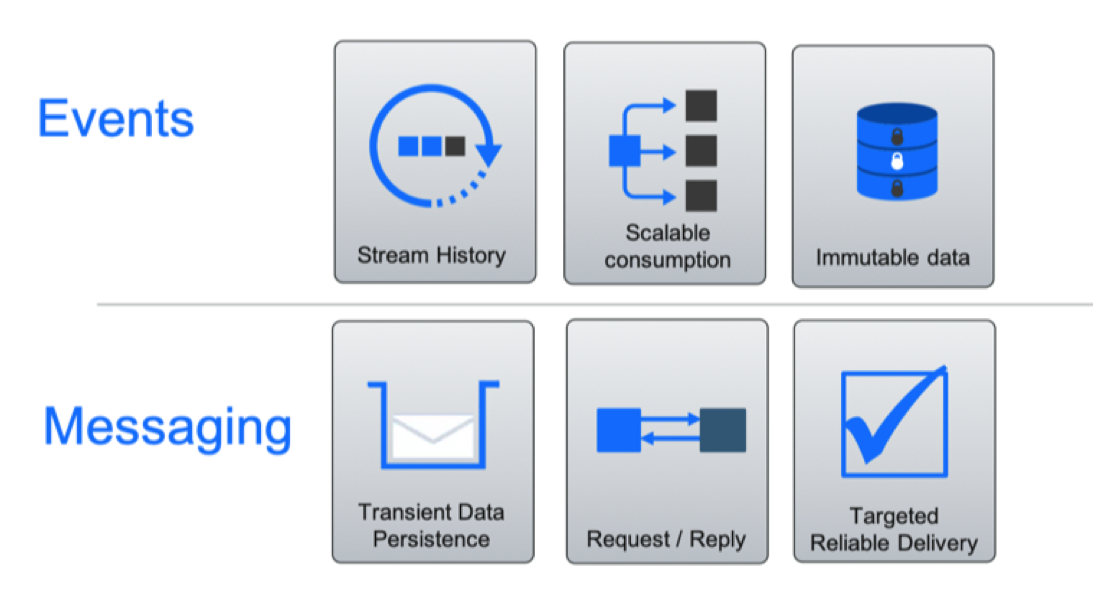 Events
Stream History
Scalable
consumption
Immutable data
Messaging
Transient Data
Persistence
Request / Reply
Targeted
Reliable Delivery